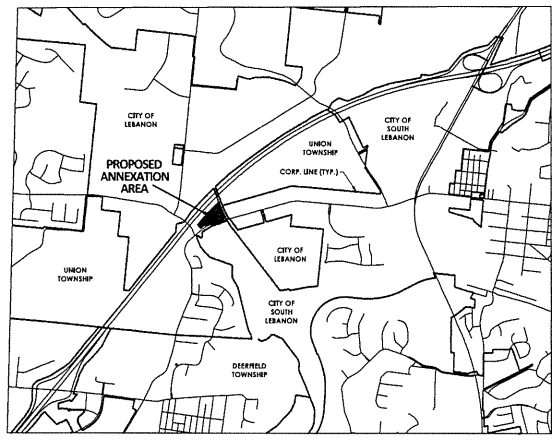 CITY OF
LEBANON
CITY OF
SOUTH
LEBANON
UNION
TOWNSHIP
PROPOSED
ANNEXATION
AREA
CORP. LINE (TYP.)
CITY OF
LEBANON
UNION
TOWNSHIP
CITY OF
SOUTH
LEBANON
DEERFIELD
TOWNSHIP